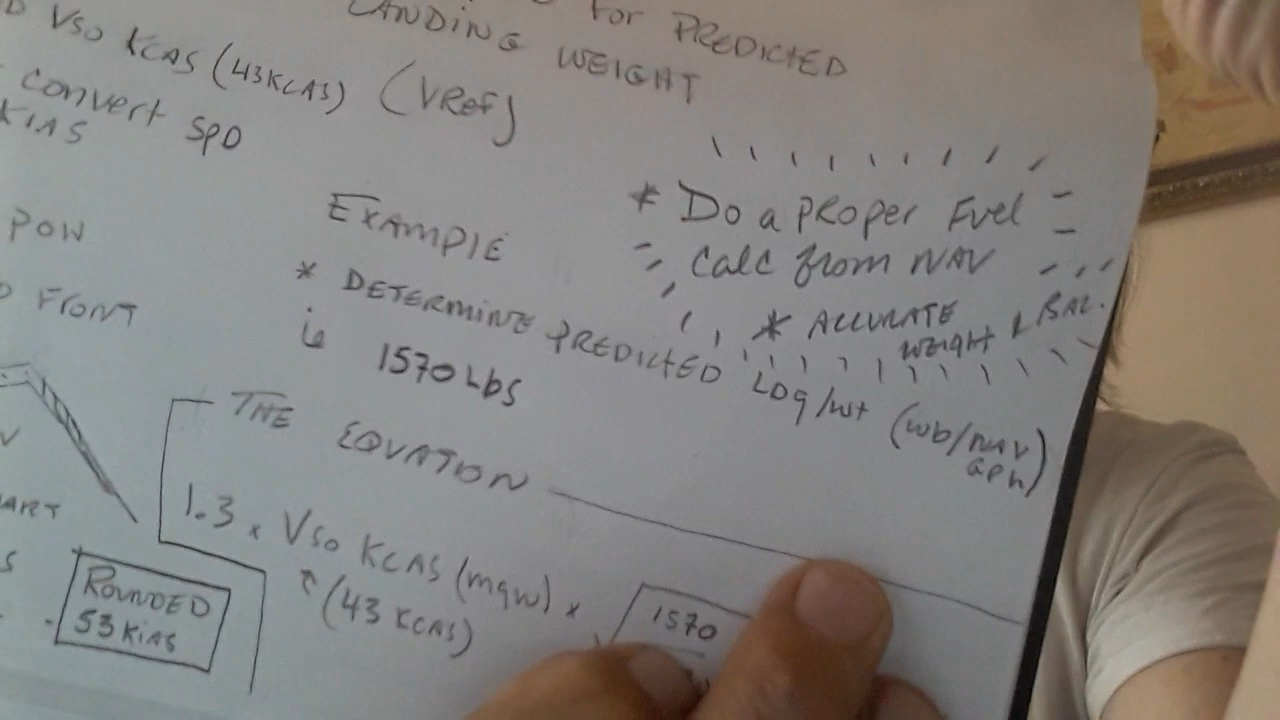 For PREDICTED
LANDING WEIGHT
VSO KCAS (43KCAS) (VRef)
convert SPD
KIAS
EXAMPLE
* Do a PROPER FUEL
Calc from NAV
* ACCURATE
WEIGHT & BAL.
POW
FRONT
* DETERMINE PREDICTED LDG/wt (wb/NAV
GPH)
is 1570 Lbs
THE EQUATION
1.3 x VSO KCAS (mgw) x
(43 KCAS)
1570
ROUNDED
53 KIAS